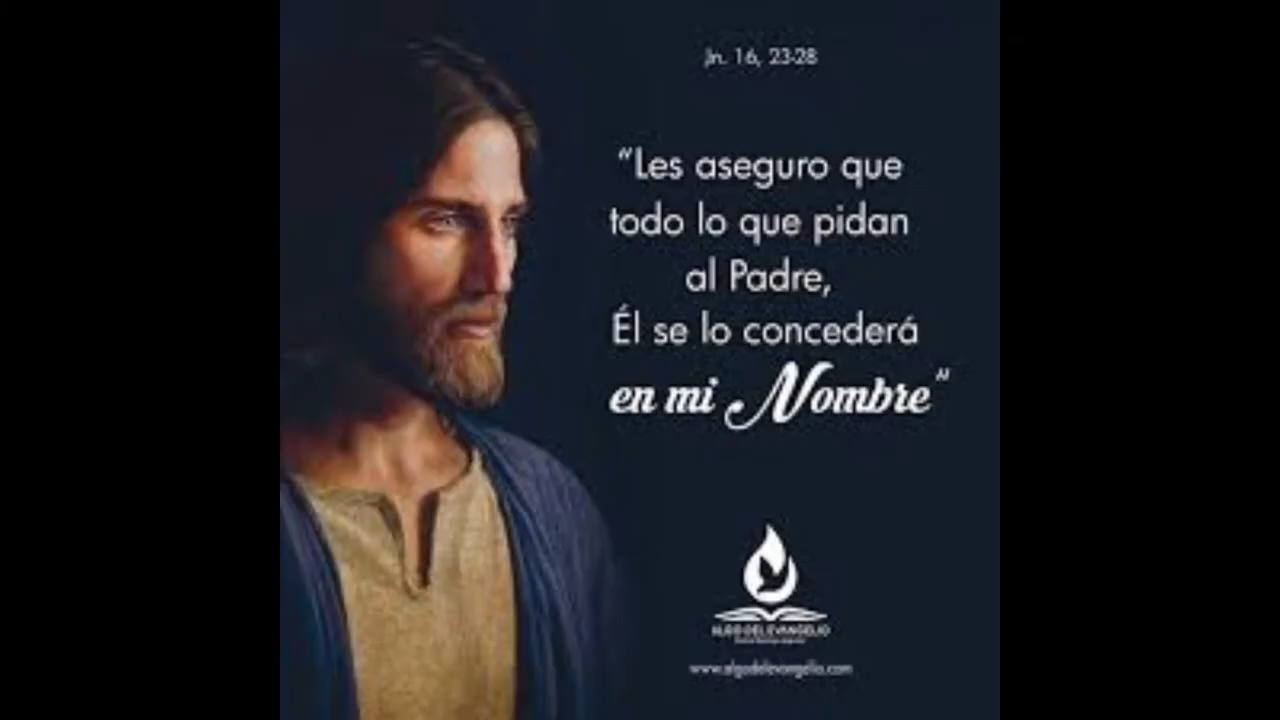 Jn. 16, 23-28
“Les aseguro que
todo lo que pidan
al Padre,
Él se lo concederá
en mi Nombre”
ALGO DEL EVANGELIO
www.algodelevangelio.com